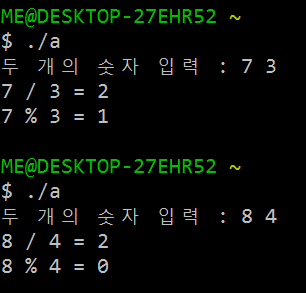 ME@DESKTOP-27EHR52 ~
$ ./a
두 개의 숫자 입력 : 7 3
7 / 3 = 2
7 % 3 = 1
ME@DESKTOP-27EHR52 ~
$ ./a
두 개의 숫자 입력 : 8 4
8 / 4 = 2
8 % 4 = 0